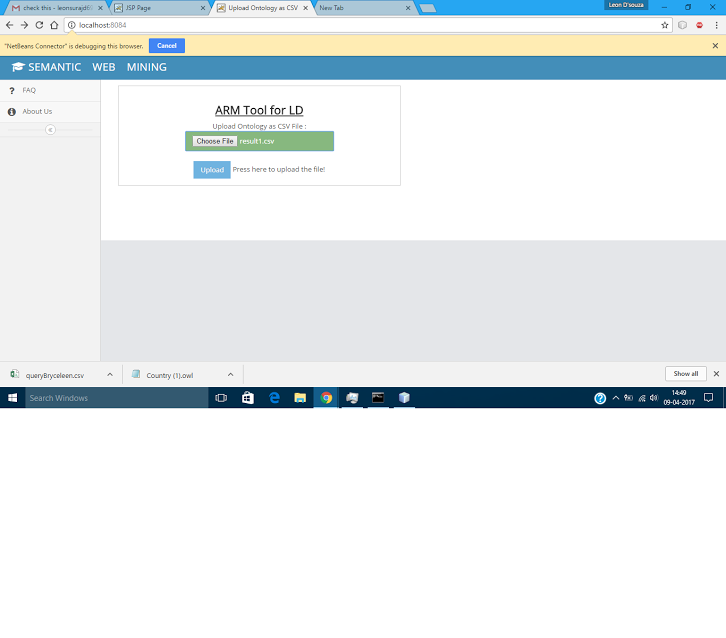 Leon D'souza
check this - leonsurajdt
JSP Page
Upload Ontology as CSV
New Tab
localhost:8084
"NetBeans Connector" is debugging this browser.
Cancel
SEMANTIC WEB MINING
FAQ
About Us
ARM Tool for LD
Upload Ontology as CSV File :
Choose File result1.csv
Upload Press here to upload the file!
queryBryceleen.csv
Country (1).owl
Show all
Search Windows
14:49
09-04-2017